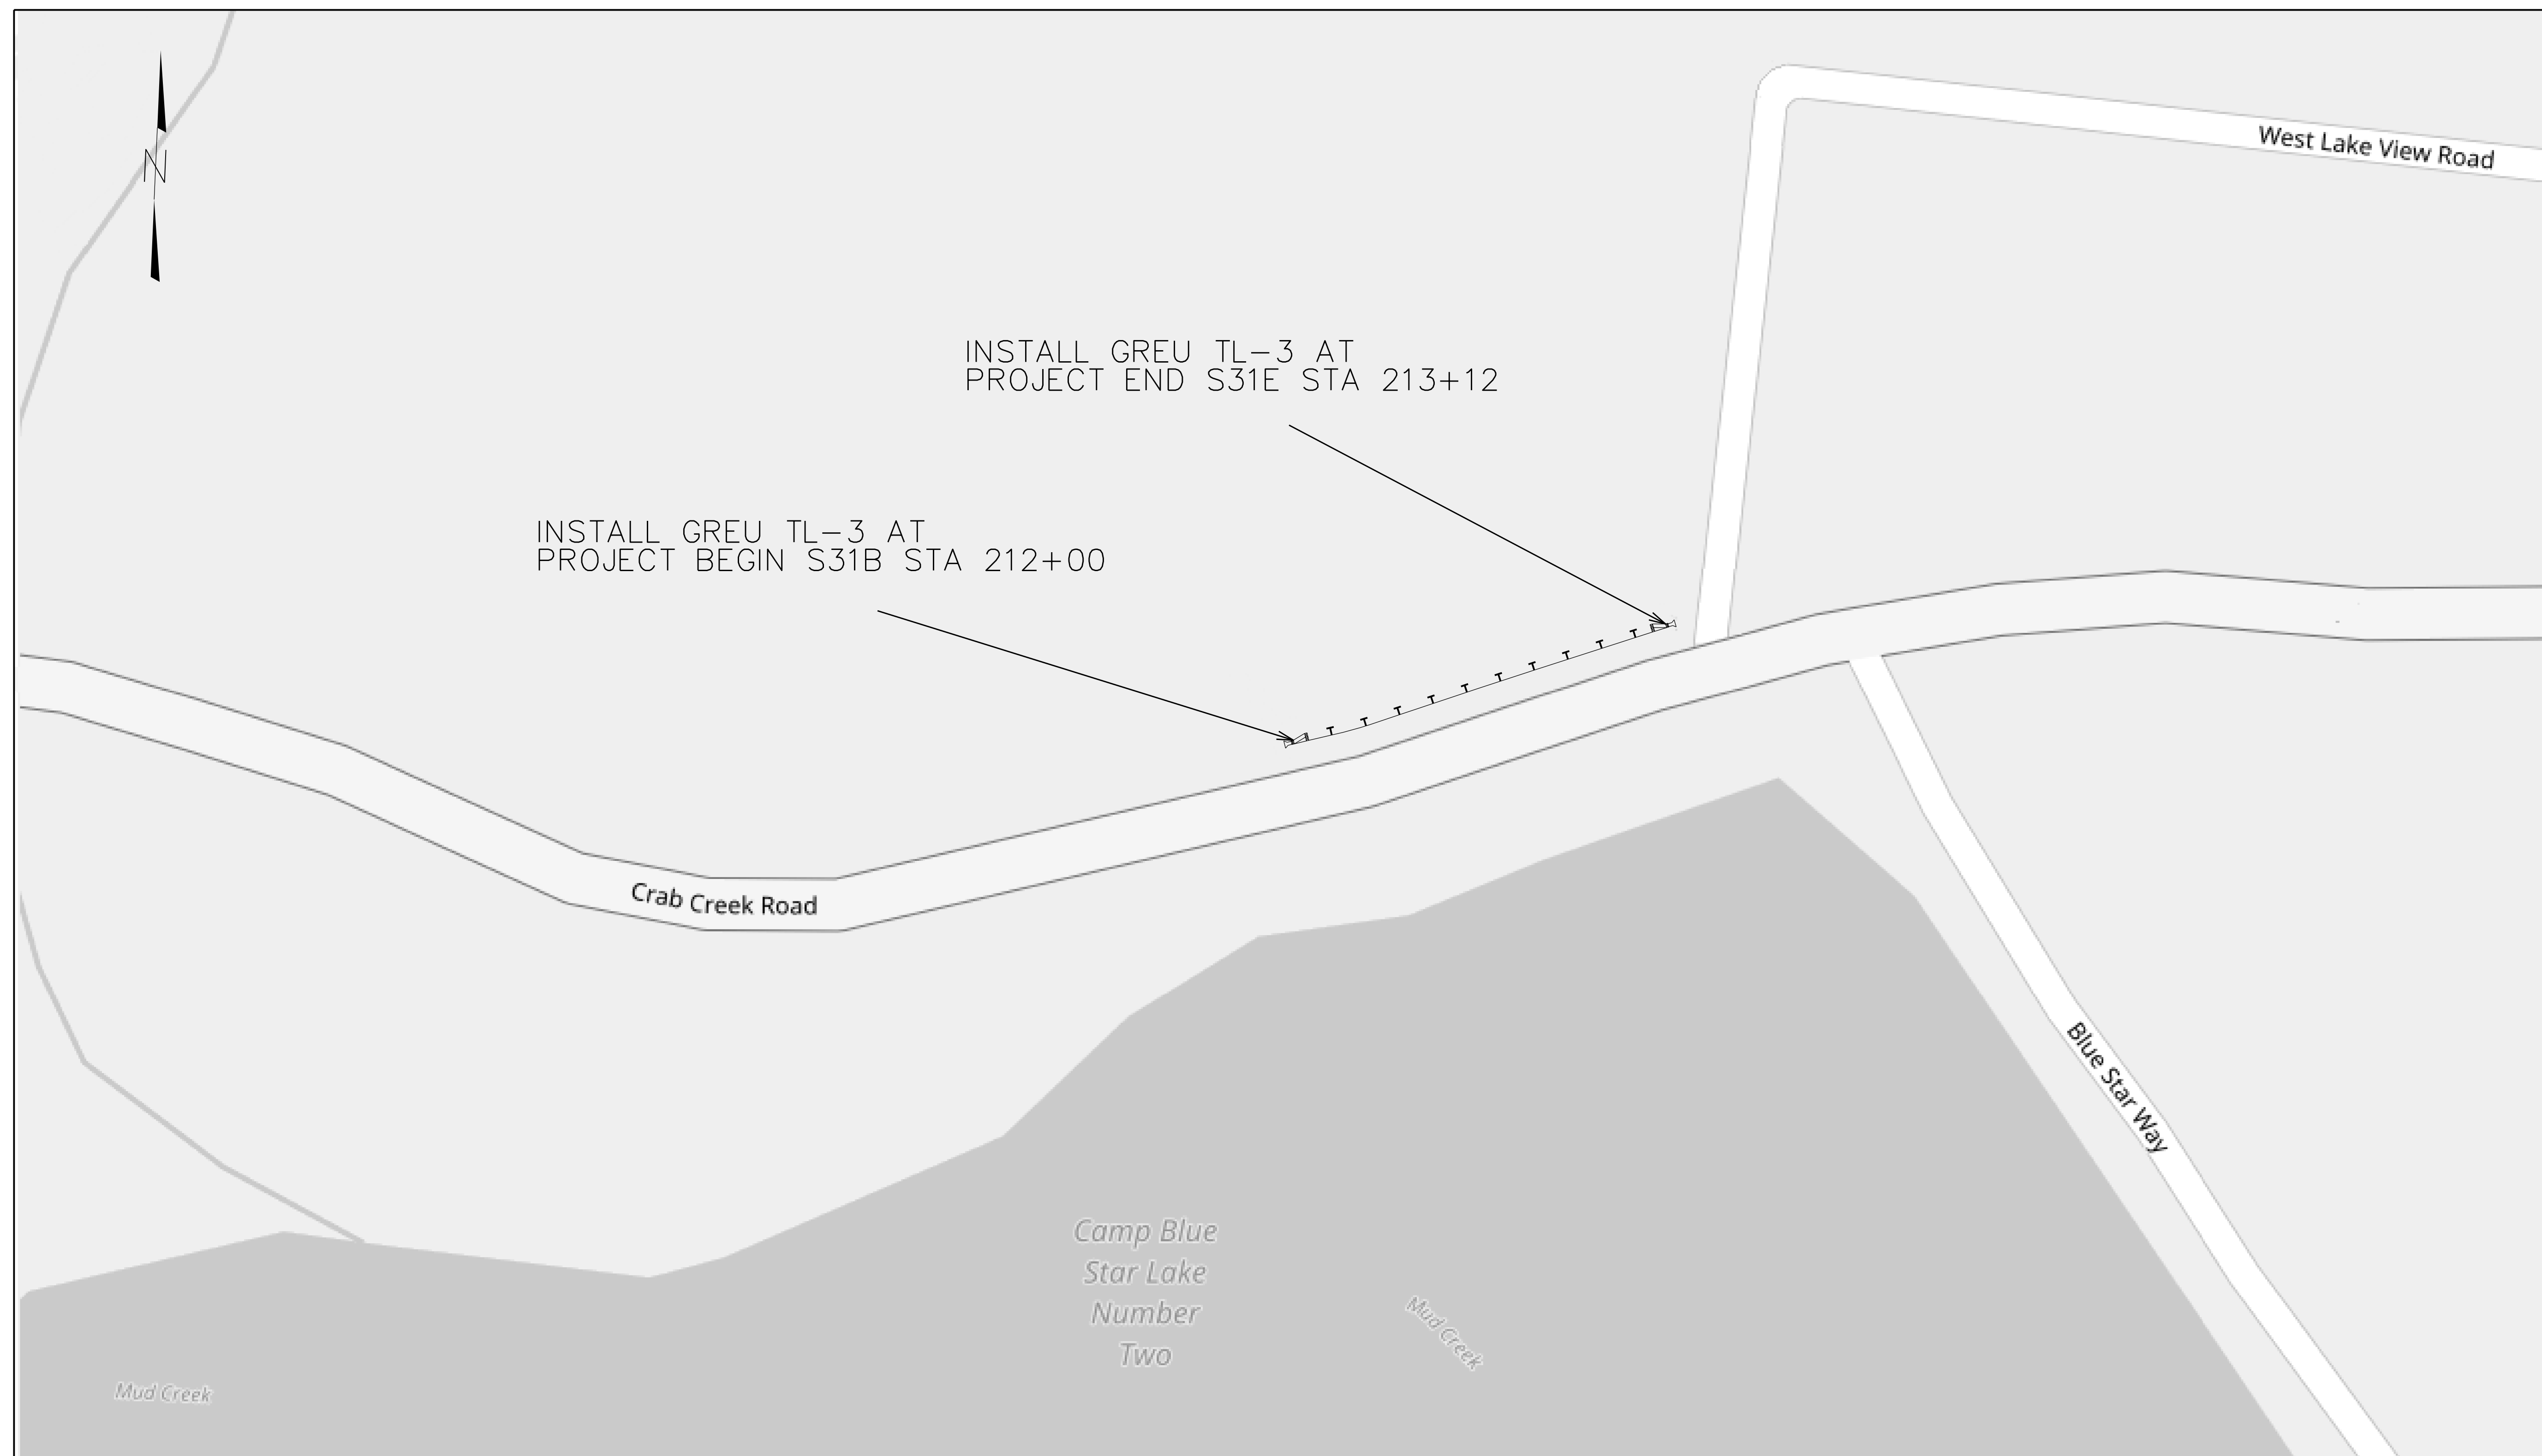 N
West Lake View Road
INSTALL GREU TL-3 AT
PROJECT END S31E STA 213+12
INSTALL GREU TL-3 AT
PROJECT BEGIN S31B STA 212+00
Crab Creek Road
Blue Star Way
Camp Blue
Star Lake
Number
Two
Mud Creek
Mud Creek